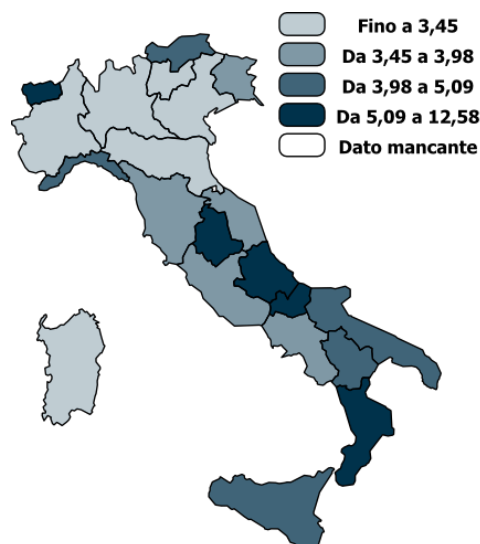 Fino a 3,45
Da 3,45 a 3,98
Da 3,98 a 5,09
Da 5,09 a 12,58
Dato mancante